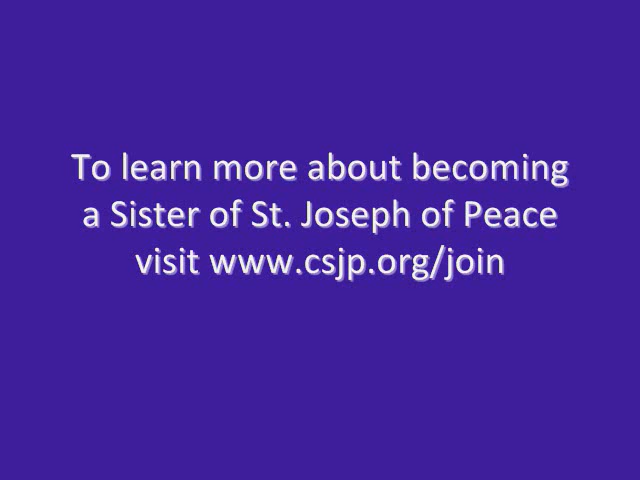 To learn more about becoming
a Sister of St. Joseph of Peace
visit www.csjp.org/join